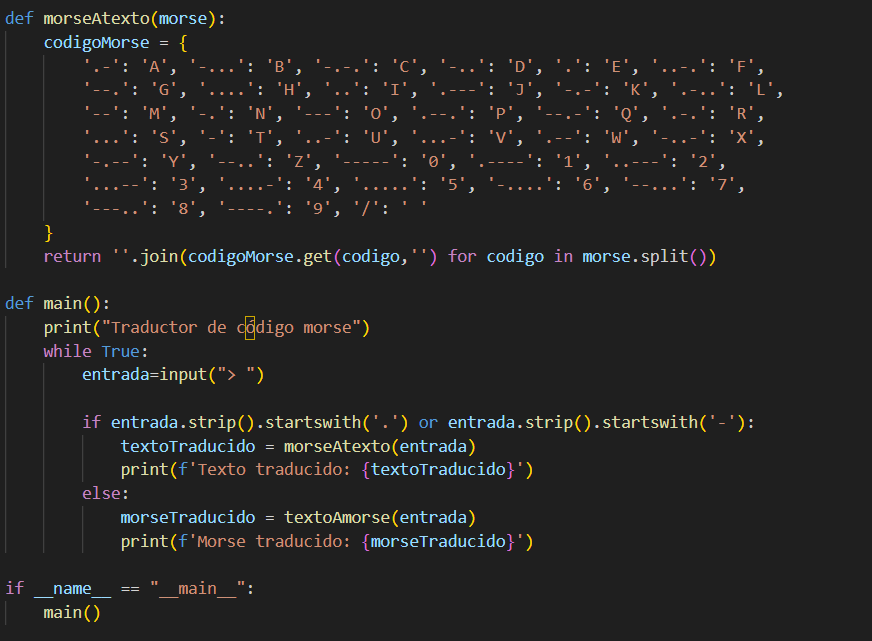 def morseAtexto(morse):
    codigoMorse = {
        '.-': 'A', '-...': 'B', '-.-.': 'C', '-..': 'D', '.': 'E', '..-.': 'F',
        '--.': 'G', '....': 'H', '..': 'I', '.---': 'J', '-.-': 'K', '.-..': 'L',
        '--': 'M', '-.': 'N', '---': 'O', '.--.': 'P', '--.-': 'Q', '.-.': 'R',
        '...': 'S', '-': 'T', '..-': 'U', '...-': 'V', '.--': 'W', '-..-': 'X',
        '-.--': 'Y', '--..': 'Z', '-----': '0', '.----': '1', '..---': '2',
        '...--': '3', '....-': '4', '.....': '5', '-....': '6', '--...': '7',
        '---..': '8', '----.': '9', '/': ' '
    }
    return ''.join(codigoMorse.get(codigo,'') for codigo in morse.split())

def main():
    print("Traductor de código morse")
    while True:
        entrada=input("> ")

        if entrada.strip().startswith('.') or entrada.strip().startswith('-'):
            textoTraducido = morseAtexto(entrada)
            print(f'Texto traducido: {textoTraducido}')
        else:
            morseTraducido = textoAmorse(entrada)
            print(f'Morse traducido: {morseTraducido}')

if __name__ == "__main__":
    main()